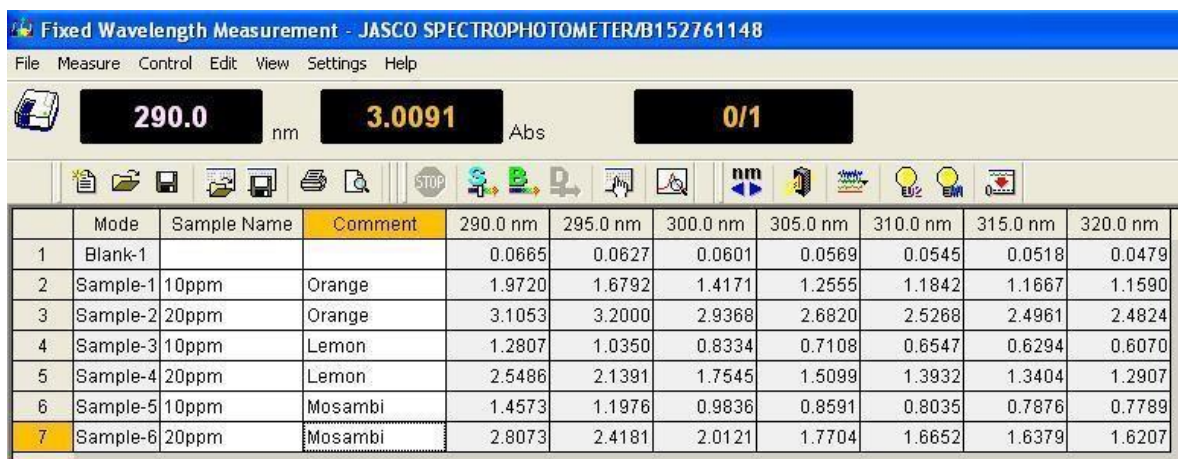 Fixed Wavelength Measurement - JASCO SPECTROPHOTOMETER/B152761148
File Measure Control Edit View Settings Help
290.0 nm 3.0091 Abs 0/1
STOP S B D nm
Mode Sample Name Comment 290.0 nm 295.0 nm 300.0 nm 305.0 nm 310.0 nm 315.0 nm 320.0 nm
1 Blank-1 0.0665 0.0627 0.0601 0.0569 0.0545 0.0518 0.0479
2 Sample-1 10ppm Orange 1.9720 1.6792 1.4171 1.2555 1.1842 1.1667 1.1590
3 Sample-2 20ppm Orange 3.1053 3.2000 2.9368 2.6820 2.5268 2.4961 2.4824
4 Sample-3 10ppm Lemon 1.2807 1.0350 0.8334 0.7108 0.6547 0.6294 0.6070
5 Sample-4 20ppm Lemon 2.5486 2.1391 1.7545 1.5099 1.3932 1.3404 1.2907
6 Sample-5 10ppm Mosambi 1.4573 1.1976 0.9836 0.8591 0.8035 0.7876 0.7789
7 Sample-6 20ppm Mosambi 2.8073 2.4181 2.0121 1.7704 1.6652 1.6379 1.6207